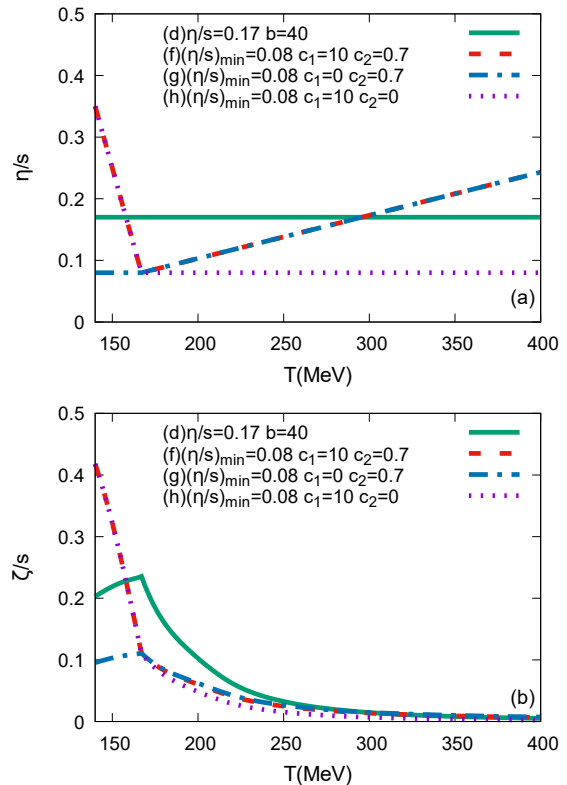 0.5
0.4
0.3
0.2
0.1
0
η/s
(d)η/s=0.17 b=40
(f)(η/s)min=0.08 c1=10 c2=0.7
(g)(η/s)min=0.08 c1=0 c2=0.7
(h)(η/s)min=0.08 c1=10 c2=0
(a)
150 200 250 300 350 400
T(MeV)
0.5
0.4
0.3
0.2
0.1
0
ζ/s
(d)η/s=0.17 b=40
(f)(η/s)min=0.08 c1=10 c2=0.7
(g)(η/s)min=0.08 c1=0 c2=0.7
(h)(η/s)min=0.08 c1=10 c2=0
(b)
150 200 250 300 350 400
T(MeV)